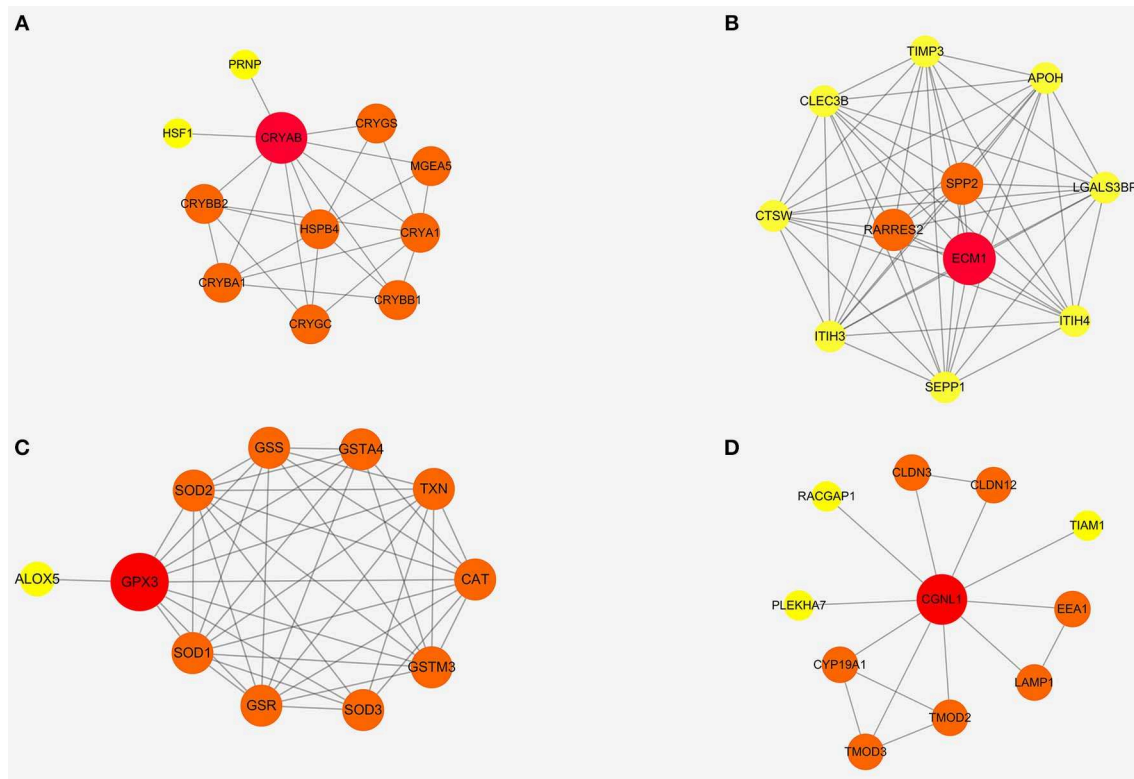 A
PRNP
HSF1
CRYAB
CRYGS
MGEA5
CRYBB2
HSPB4
CRYA1
CRYBA1
CRYBB1
CRYGC
B
TIMP3
APOH
CLEC3B
SPP2
LGALS3BP
CTSW
RARRES2
ECM1
ITIH3
ITIH4
SEPP1
C
GSS
GSTA4
SOD2
TXN
ALOX5
GPX3
CAT
SOD1
GSTM3
GSR
SOD3
D
CLDN3
CLDN12
RACGAP1
TIAM1
PLEKHA7
CGNL1
EEA1
CYP19A1
LAMP1
TMOD2
TMOD3